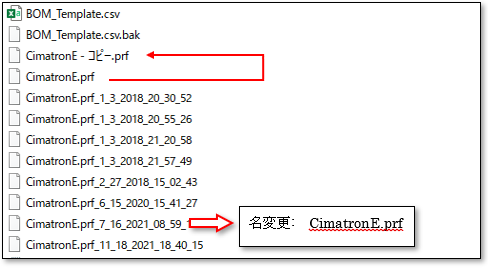 BOM_Template.csv
BOM_Template.csv.bak
CimatronE - ｺﾋﾟｰ.prf
CimatronE.prf
CimatronE.prf_1_3_2018_20_30_52
CimatronE.prf_1_3_2018_20_55_26
CimatronE.prf_1_3_2018_21_20_58
CimatronE.prf_1_3_2018_21_57_49
CimatronE.prf_2_27_2018_15_02_43
CimatronE.prf_6_15_2020_15_41_27
CimatronE.prf_7_16_2021_08_59_
名変更： CimatronE.prf
CimatronE.prf_11_18_2021_18_40_15